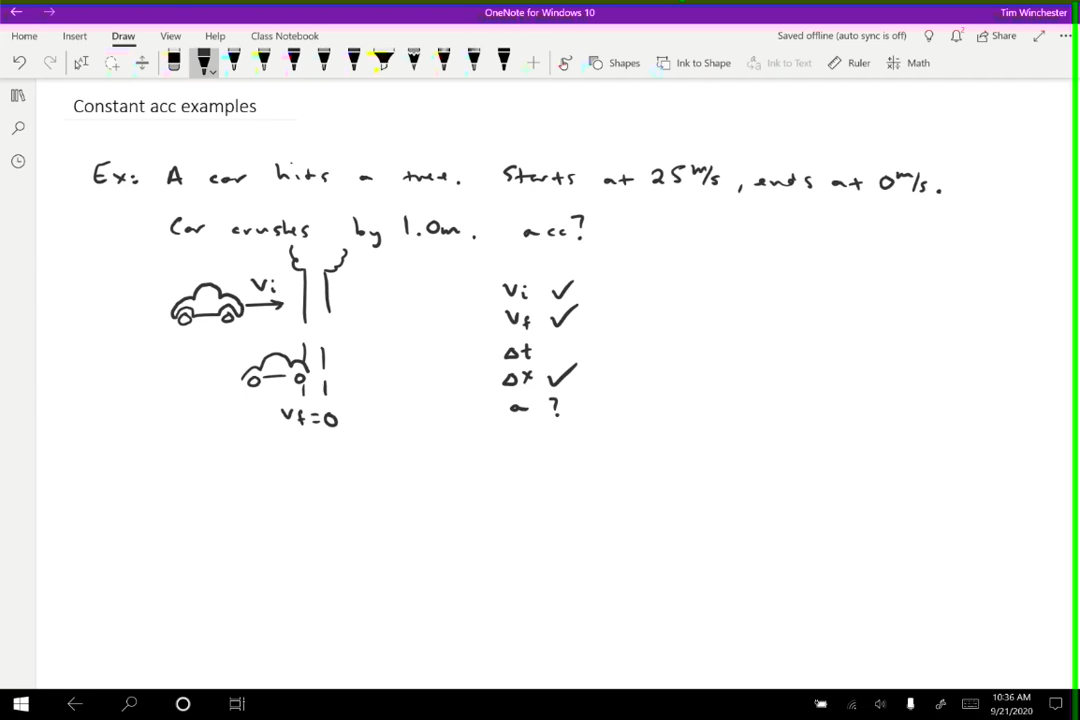 OneNote for Windows 10
Tim Winchester
Home Insert Draw View Help Class Notebook
Saved offline (auto sync is off) Share
Shapes Ink to Shape Ink to Text Ruler Math
Constant acc examples
Ex: A car hits a tree. Starts at 25 m/s, ends at 0 m/s.
Car crushes by 1.0m. acc?
Vi
Vi ✓
Vf ✓
Δt
Δx ✓
a ?
Vf=0
10:36 AM
9/21/2020